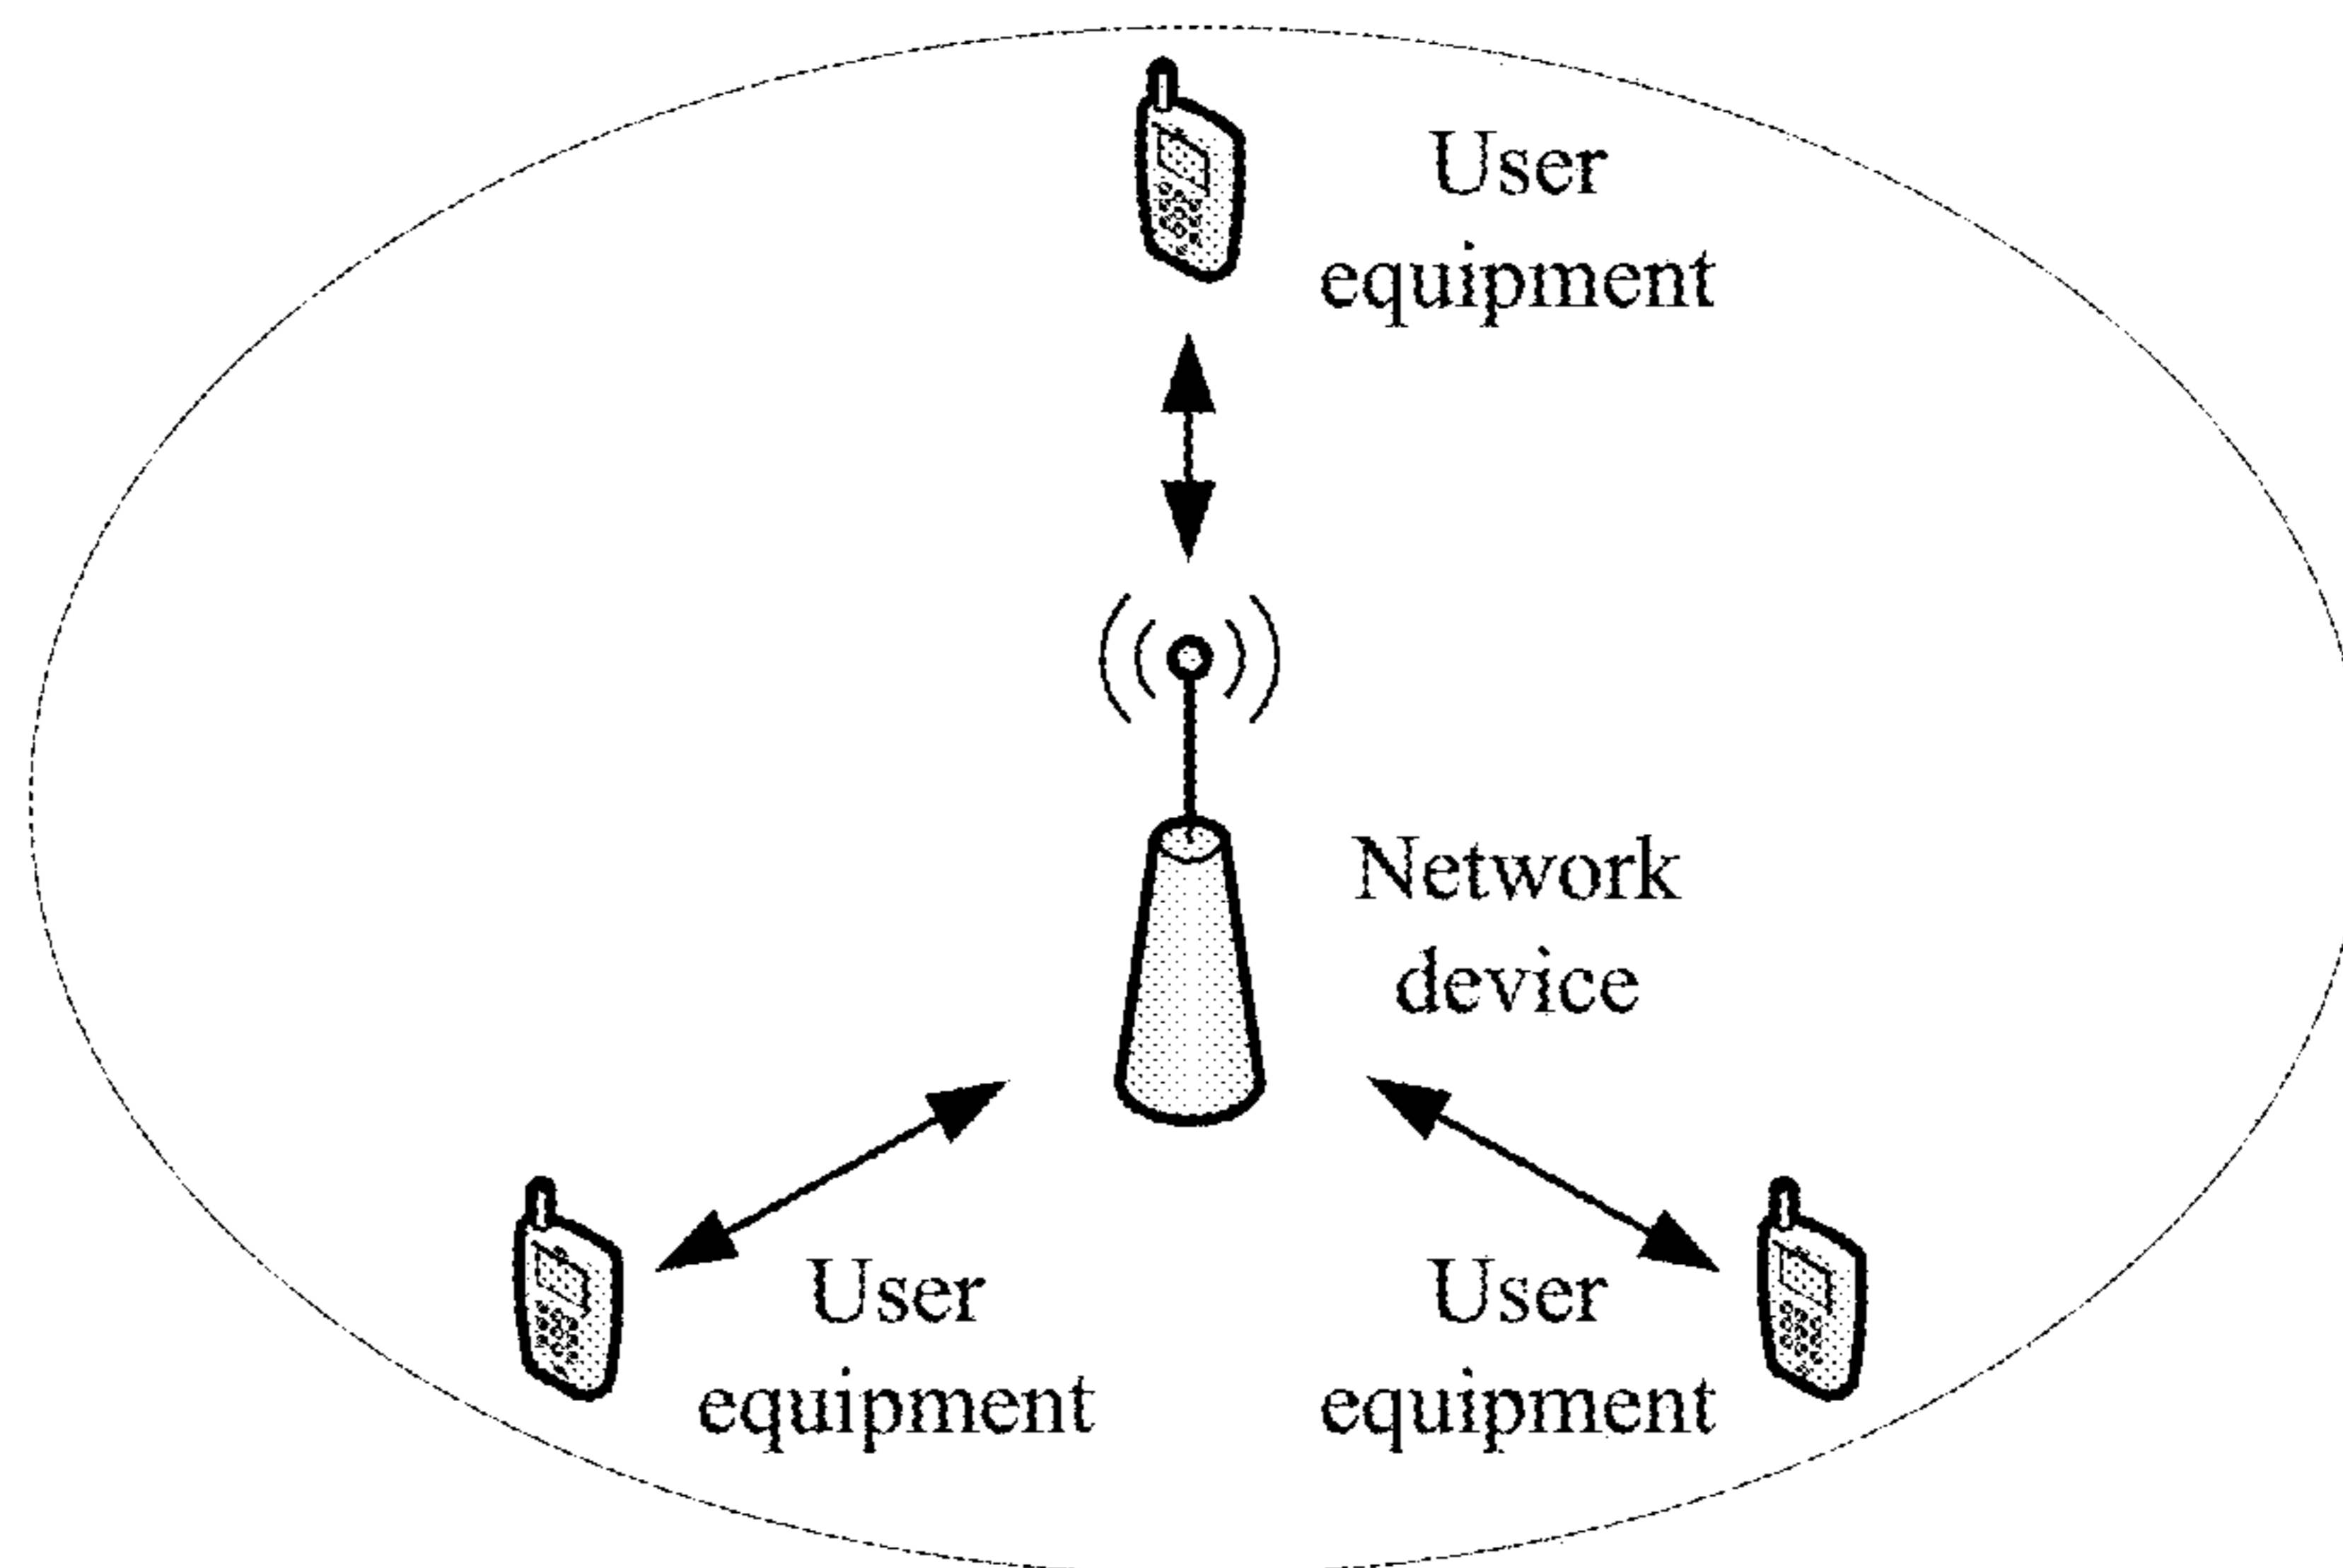 User
equipment
Network
device
User
equipment
User
equipment